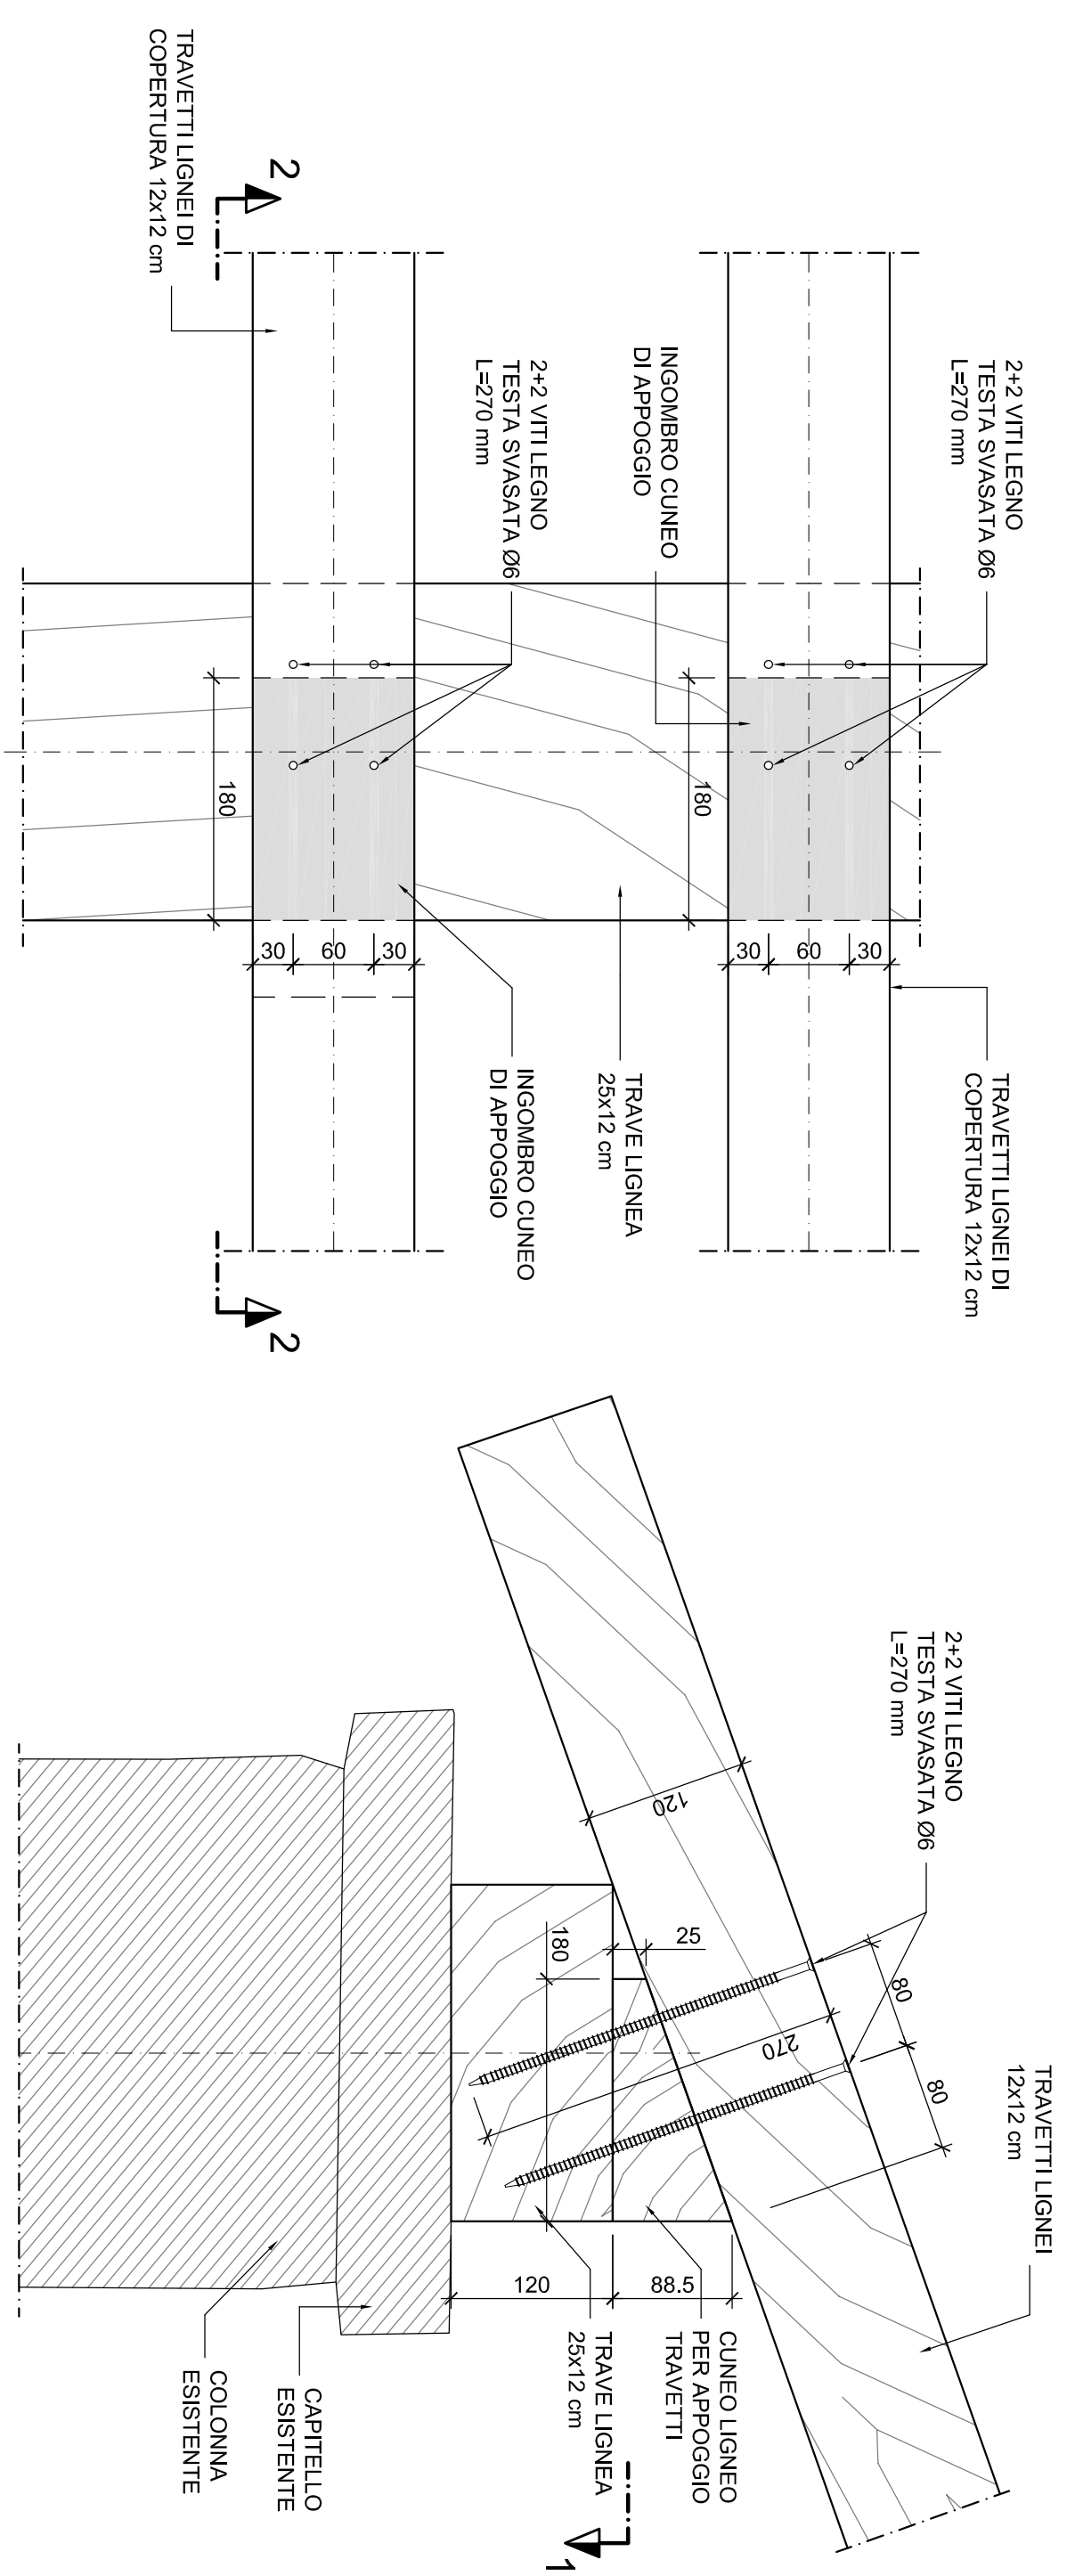 2+2 VITI LEGNO
TESTA SVASATA Ø6
L=270 mm
TRAVETTI LIGNEI DI
COPERTURA 12x12 cm
INGOMBRO CUNEO
DI APPOGGIO
180
30
60
30
TRAVE LIGNEA
25x12 cm
2+2 VITI LEGNO
TESTA SVASATA Ø6
L=270 mm
INGOMBRO CUNEO
DI APPOGGIO
180
30
60
30
TRAVETTI LIGNEI DI
COPERTURA 12x12 cm
2
2
2+2 VITI LEGNO
TESTA SVASATA Ø6
L=270 mm
TRAVETTI LIGNEI
12x12 cm
80
80
120
270
25
180
120
88.5
CUNEO LIGNEO
PER APPOGGIO
TRAVETTI
TRAVE LIGNEA
25x12 cm
1
CAPITELLO
ESISTENTE
COLONNA
ESISTENTE